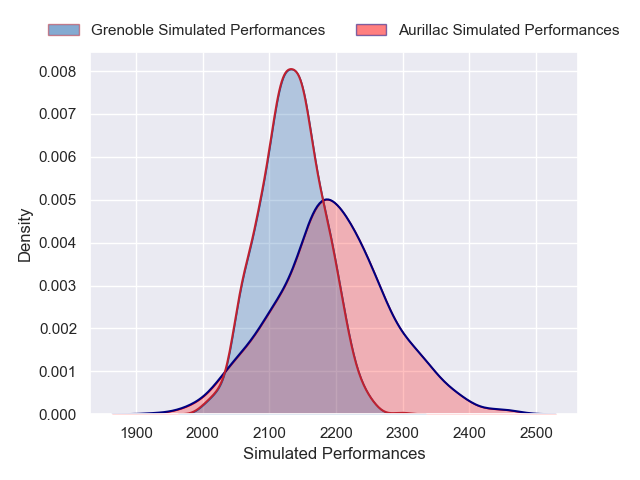 Grenoble Simulated Performances Aurillac Simulated Performances
0.008
0.007
0.006
0.005
0.004
0.003
0.002
0.001
0.000
Density
1900 2000 2100 2200 2300 2400 2500
Simulated Performances